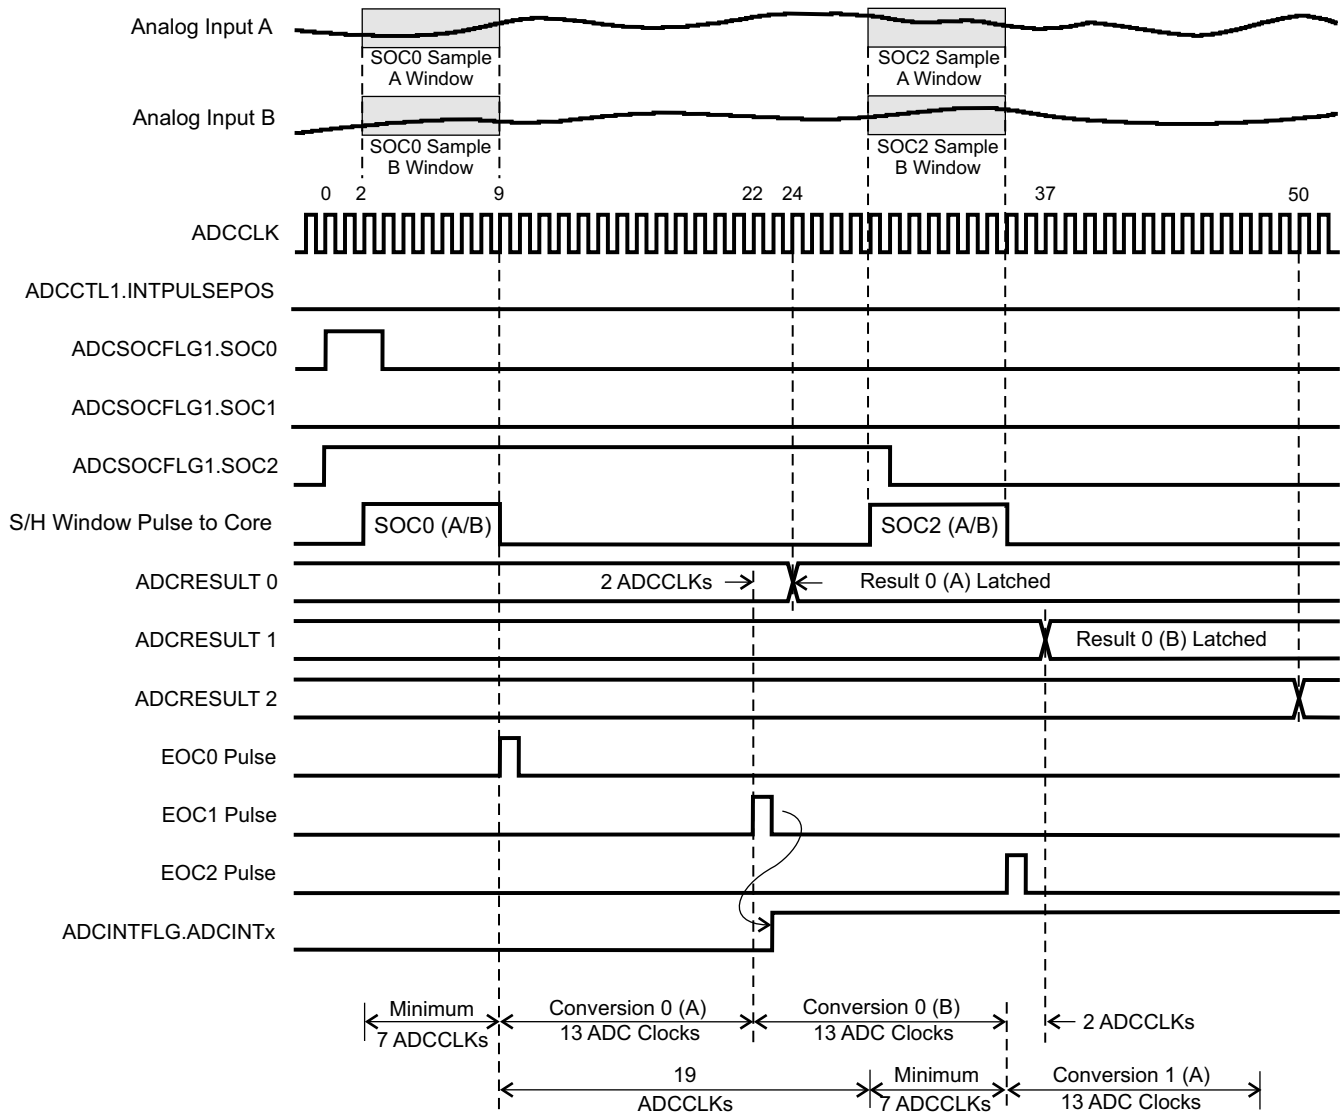 Analog Input A
SOC0 Sample
A Window
SOC2 Sample
A Window
Analog Input B
SOC0 Sample
B Window
SOC2 Sample
B Window
0 2 9 22 24 37 50
ADCCLK
ADCCTL1.INTPULSEPOS
ADCSOCFLG1.SOC0
ADCSOCFLG1.SOC1
ADCSOCFLG1.SOC2
S/H Window Pulse to Core SOC0 (A/B) SOC2 (A/B)
ADCRESULT 0 2 ADCCLKs Result 0 (A) Latched
ADCRESULT 1 Result 0 (B) Latched
ADCRESULT 2
EOC0 Pulse
EOC1 Pulse
EOC2 Pulse
ADCINTFLG.ADCINTx
Minimum
7 ADCCLKs
Conversion 0 (A)
13 ADC Clocks
Conversion 0 (B)
13 ADC Clocks
2 ADCCLKs
19
ADCCLKs
Minimum
7 ADCCLKs
Conversion 1 (A)
13 ADC Clocks